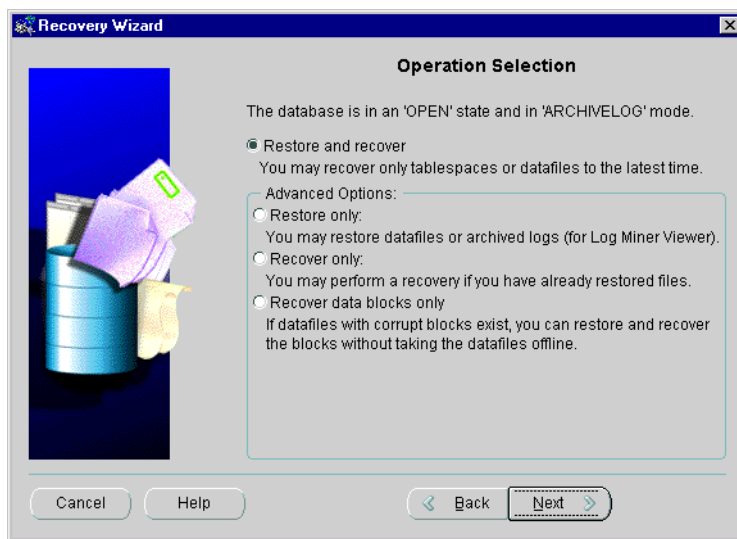 Recovery Wizard
Operation Selection
The database is in an 'OPEN' state and in 'ARCHIVELOG' mode.
Restore and recover
You may recover only tablespaces or datafiles to the latest time.
Advanced Options:
Restore only:
You may restore datafiles or archived logs (for Log Miner Viewer).
Recover only:
You may perform a recovery if you have already restored files.
Recover data blocks only
If datafiles with corrupt blocks exist, you can restore and recover
the blocks without taking the datafiles offline.
Cancel
Help
Back
Next